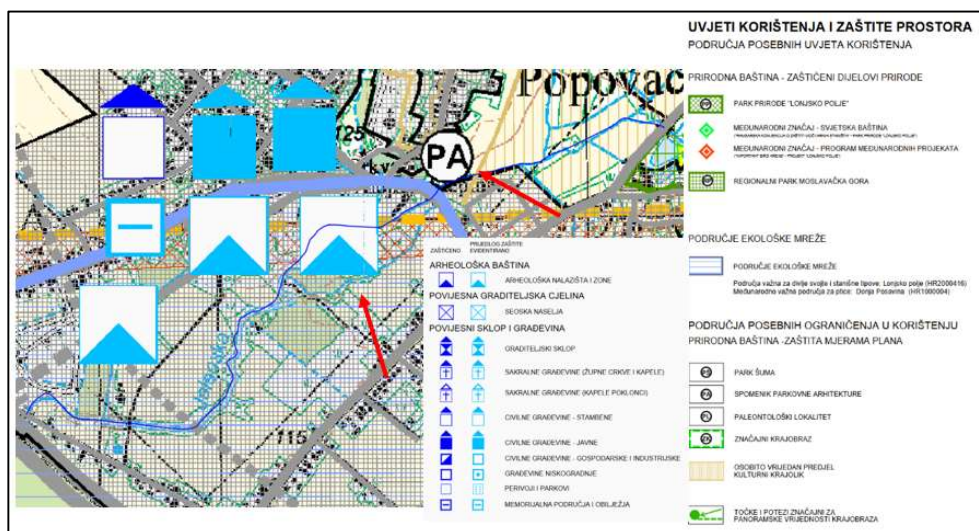 Popovac
125
PA
115
ZAŠTIĆENO
PRIJEDLOG ZAŠTITE
EVIDENTIRANO
ARHEOLOŠKA BAŠTINA
ARHEOLOŠKA NALAZIŠTA I ZONE
POVIJESNA GRADITELJSKA CJELINA
SEOSKA NASELJA
POVIJESNI SKLOP I GRAĐEVINA
GRADITELJSKI SKLOP
SAKRALNE GRAĐEVINE (ŽUPNE CRKVE I KAPELE)
SAKRALNE GRAĐEVINE (KAPELE POKLONCI)
CIVILNE GRAĐEVINE - STAMBENE
CIVILNE GRAĐEVINE - JAVNE
CIVILNE GRAĐEVINE - GOSPODARSKE I INDUSTRIJSKE
GRAĐEVINE NISKOGRADNJE
PERIVOJI I PARKOVI
MEMORIJALNA PODRUČJA I OBILJEŽJA
UVJETI KORIŠTENJA I ZAŠTITE PROSTORA
PODRUČJA POSEBNIH UVJETA KORIŠTENJA
PRIRODNA BAŠTINA - ZAŠTIĆENI DIJELOVI PRIRODE
PARK PRIRODE "LONJSKO POLJE"
MEĐUNARODNI ZNAČAJ - SVJETSKA BAŠTINA
MEĐUNARODNI ZNAČAJ - PROGRAM MEĐUNARODNIH PROJEKATA
REGIONALNI PARK MOSLAVAČKA GORA
PODRUČJE EKOLOŠKE MREŽE
PODRUČJE EKOLOŠKE MREŽE
Područja važna za divlje svojte i stanišne tipove: Lonjsko polje (HR2000416)
Međunarodno važna područja za ptice: Donja Posavina (HR1000004)
PODRUČJA POSEBNIH OGRANIČENJA U KORIŠTENJU
PRIRODNA BAŠTINA -ZAŠTITA MJERAMA PLANA
PARK ŠUMA
PA SPOMENIK PARKOVNE ARHITEKTURE
PALEONTOLOŠKI LOKALITET
ZNAČAJNI KRAJOBRAZ
OSOBITO VRIJEDAN PREDJEL
KULTURNI KRAJOLIK
TOČKE I POTEZI ZNAČAJNI ZA
PANORAMSKE VRIJEDNOSTI KRAJOBRAZA